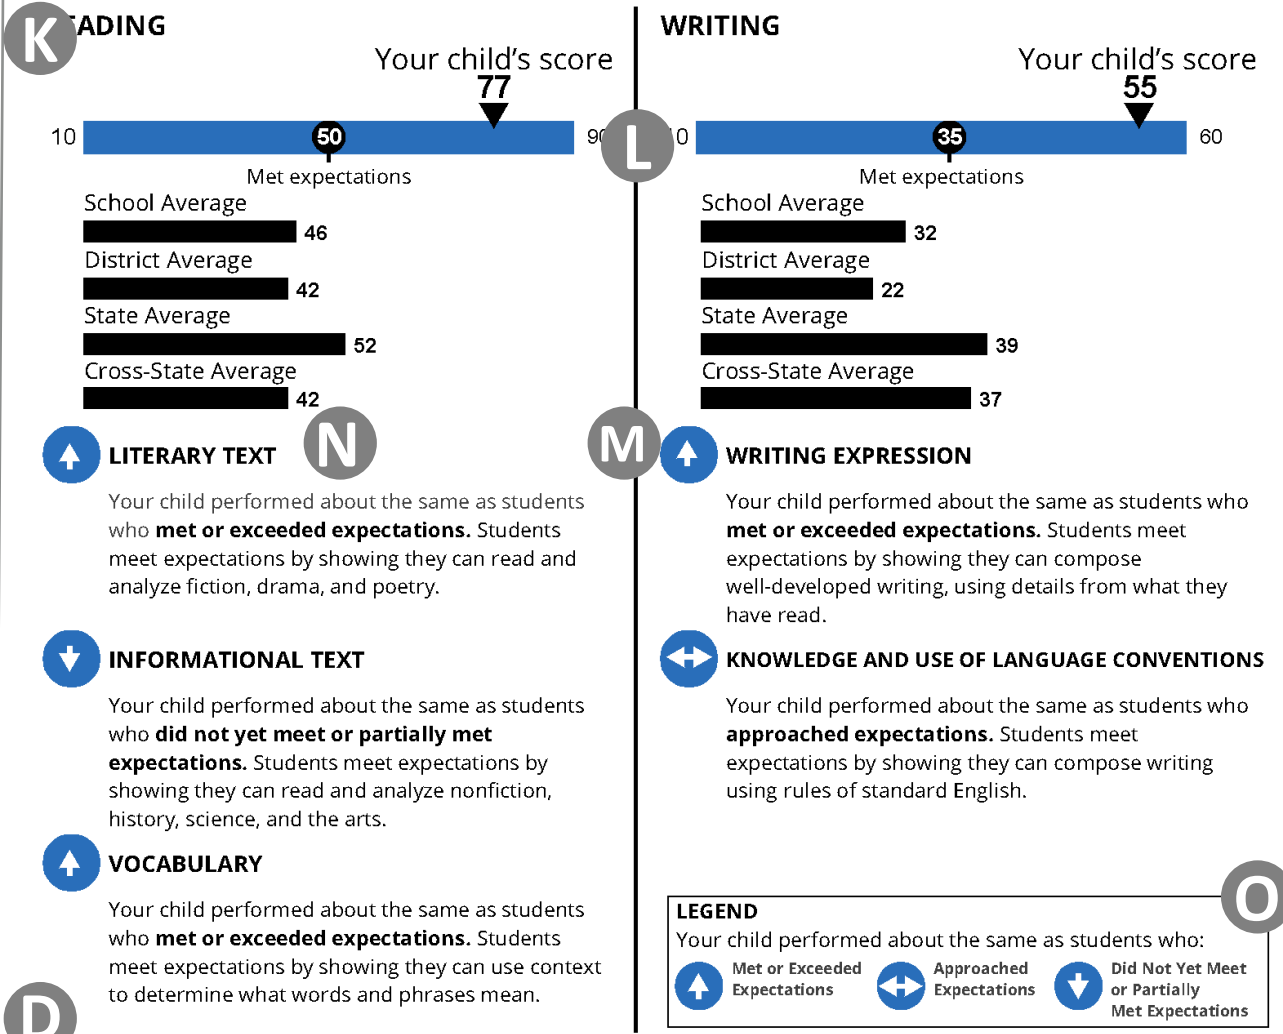 K
EADING
Your child's score
77
10
50
90
Met expectations
School Average
46
District Average
42
State Average
52
Cross-State Average
42
N
LITERARY TEXT
Your child performed about the same as students
who met or exceeded expectations. Students
meet expectations by showing they can read and
analyze fiction, drama, and poetry.
INFORMATIONAL TEXT
Your child performed about the same as students
who did not yet meet or partially met
expectations. Students meet expectations by
showing they can read and analyze nonfiction,
history, science, and the arts.
VOCABULARY
Your child performed about the same as students
who met or exceeded expectations. Students
meet expectations by showing they can use context
to determine what words and phrases mean.
D
WRITING
Your child's score
55
L
10
35
60
Met expectations
School Average
32
District Average
22
State Average
39
Cross-State Average
37
M
WRITING EXPRESSION
Your child performed about the same as students who
met or exceeded expectations. Students meet
expectations by showing they can compose
well-developed writing, using details from what they
have read.
KNOWLEDGE AND USE OF LANGUAGE CONVENTIONS
Your child performed about the same as students who
approached expectations. Students meet
expectations by showing they can compose writing
using rules of standard English.
O
LEGEND
Your child performed about the same as students who:
Met or Exceeded
Expectations
Approached
Expectations
Did Not Yet Meet
or Partially
Met Expectations